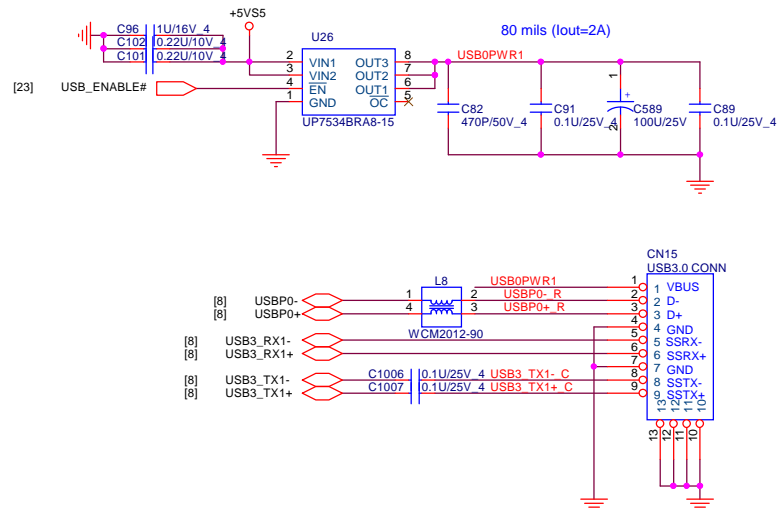 +5VS5
C96 1U/16V_4
C102 0.22U/10V_4
C101 0.22U/10V_4
80 mils (Iout=2A)
U26
USB0PWR1
2 VIN1 OUT3 8
3 VIN2 OUT2 7
4 EN OUT1 6
1 GND OC 5
UP7534BRA8-15
[23] USB_ENABLE#
C82
470P/50V_4
C91
0.1U/25V_4
1
+
C589
100U/25V
2
C89
0.1U/25V_4
CN15
USB3.0 CONN
L8
USB0PWR1 1 1 VBUS
[8] USBP0- 1 2 USBP0-_R 2 2 D-
[8] USBP0+ 4 3 USBP0+_R 3 3 D+
WCM2012-90
4 4 GND
[8] USB3_RX1- 5 5 SSRX-
[8] USB3_RX1+ 6 6 SSRX+
7 7 GND
[8] USB3_TX1- C1006 0.1U/25V_4 USB3_TX1-_C 8 8 SSTX-
[8] USB3_TX1+ C1007 0.1U/25V_4 USB3_TX1+_C 9 9 SSTX+
13 12 11 10
13 12 11 10